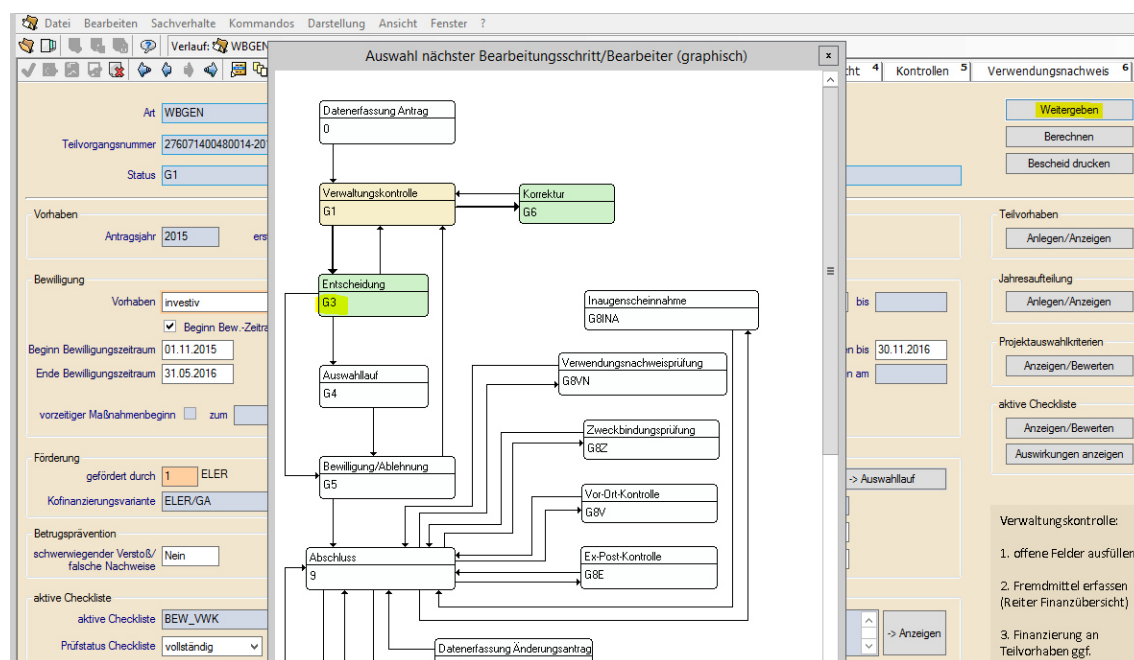 Datei Bearbeiten Sachverhalte Kommandos Darstellung Ansicht Fenster ?
Verlauf: WBGEN
Auswahl nächster Bearbeitungsschritt/Bearbeiter (graphisch)
x
4 Kontrollen 5 Verwendungsnachweis 6
Art WBGEN
Teilvorgangsnummer 276071400480014-20
Status G1
Weitergeben
Berechnen
Bescheid drucken
Vorhaben
Antragsjahr 2015
Teilvorhaben
Anlegen/Anzeigen
Bewilligung
Vorhaben investiv
bis
Beginn Bew.-Zeitra
Beginn Bewilligungszeitraum 01.11.2015
en bis 30.11.2016
Ende Bewilligungszeitraum 31.05.2016
n am
vorzeitiger Maßnahmenbeginn zum
Jahresaufteilung
Anlegen/Anzeigen
Projektauswahlkriterien
Anzeigen/Bewerten
aktive Checkliste
Anzeigen/Bewerten
Auswirkungen anzeigen
Förderung
gefördert durch 1 ELER
-> Auswahllauf
Kofinanzierungsvariante ELER/GA
Betrugsprävention
schwerwiegender Verstoß/ Nein
falsche Nachweise
aktive Checkliste
aktive Checkliste BEW_VWK
Prüfstatus Checkliste vollständig
-> Anzeigen
Verwaltungskontrolle:
1. offene Felder ausfüllen
2. Fremdmittel erfassen
(Reiter Finanzübersicht)
3. Finanzierung an
Teilvorhaben ggf.
Datenerfassung Antrag
0
Verwaltungskontrolle
G1
Korrektur
G6
Entscheidung
G3
Inaugenscheinnahme
G8INA
Verwendungsnachweisprüfung
G8VN
Auswahllauf
G4
Zweckbindungsprüfung
G8Z
Bewilligung/Ablehnung
G5
Vor-Ort-Kontrolle
G8V
Abschluss
9
Ex-Post-Kontrolle
G8E
Datenerfassung Änderungsantrag